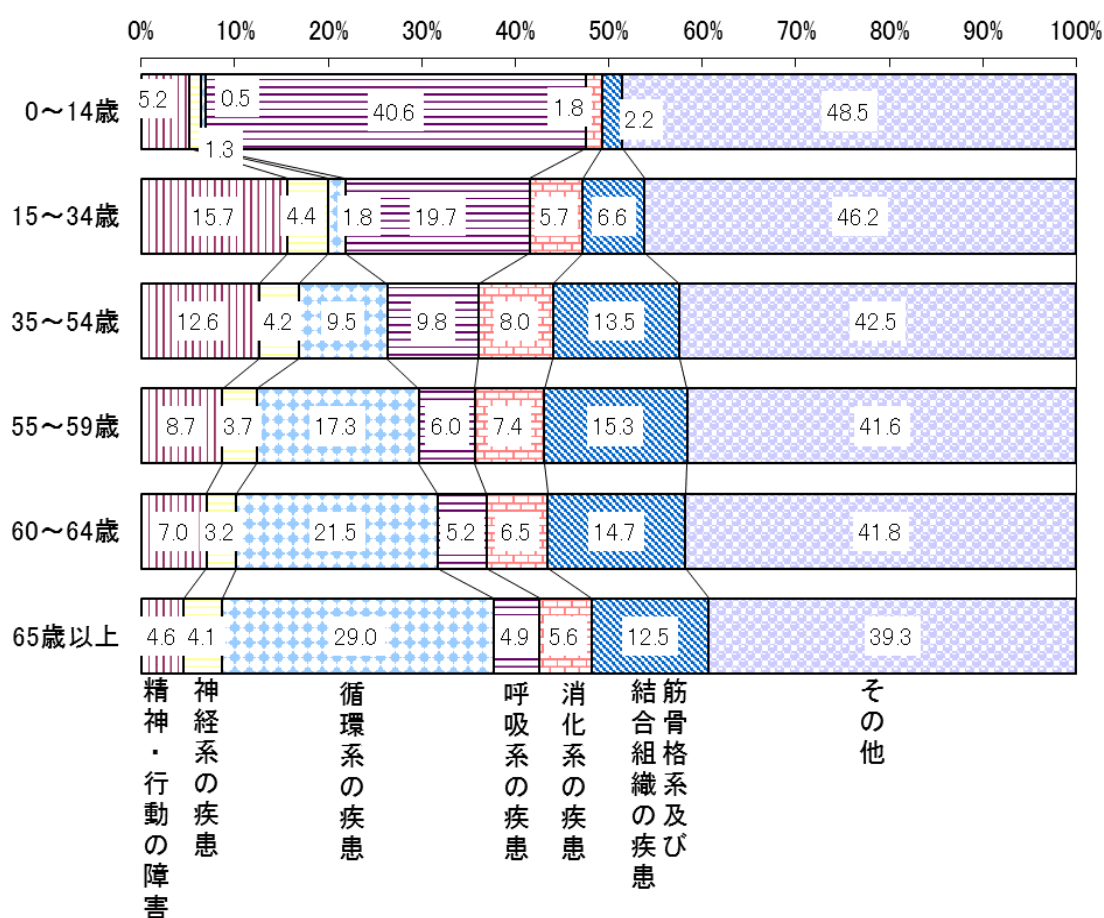 0% 10% 20% 30% 40% 50% 60% 70% 80% 90% 100%
0～14歳 5.2 1.3 0.5 40.6 1.8 2.2 48.5
15～34歳 15.7 4.4 1.8 19.7 5.7 6.6 46.2
35～54歳 12.6 4.2 9.5 9.8 8.0 13.5 42.5
55～59歳 8.7 3.7 17.3 6.0 7.4 15.3 41.6
60～64歳 7.0 3.2 21.5 5.2 6.5 14.7 41.8
65歳以上 4.6 4.1 29.0 4.9 5.6 12.5 39.3
精神・行動の障害
神経系の疾患
循環系の疾患
呼吸系の疾患
消化系の疾患
筋骨格系及び
結合組織の疾患
その他